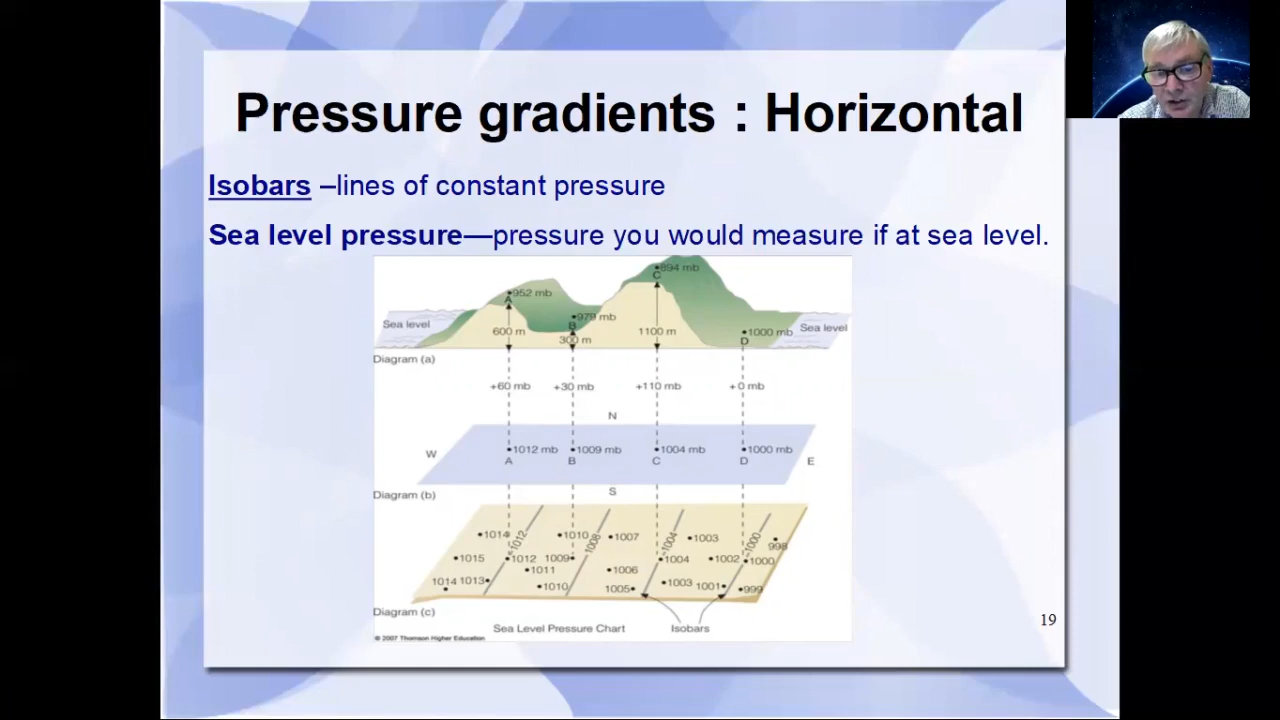 Pressure gradients : Horizontal
Isobars –lines of constant pressure
Sea level pressure—pressure you would measure if at sea level.
894 mb
C
952 mb
A
979 mb
B
Sea level
600 m
300 m
1100 m
1000 mb
D
Sea level
Diagram (a)
+60 mb +30 mb +110 mb +0 mb
N
W
1012 mb 1009 mb 1004 mb 1000 mb
A B C D
E
S
Diagram (b)
1014 1012 1010 1008 1007 1004 1003 1000 998
1015 1012 1009 1004 1002 1000
1011 1006
1014 1013 1010 1005 1003 1001 999
Diagram (c)
Sea Level Pressure Chart
Isobars
© 2007 Thomson Higher Education
19